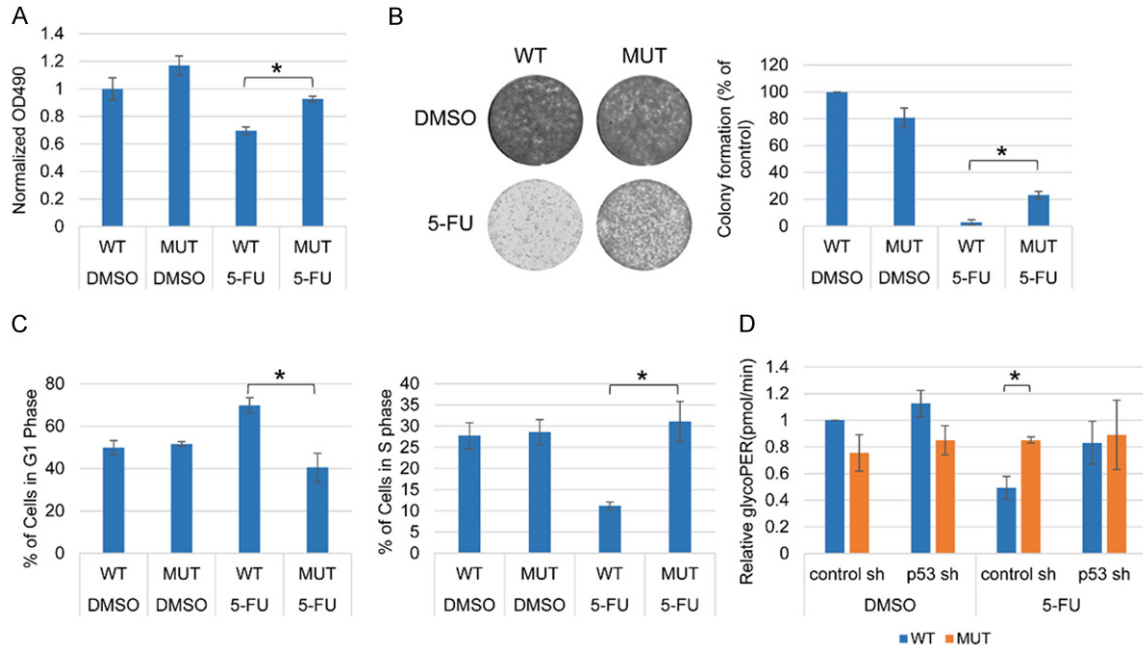 A
Normalized OD490
1.4
1.2
1
0.8
0.6
0.4
0.2
0
*
WT MUT WT MUT
DMSO DMSO 5-FU 5-FU
B
WT MUT
DMSO
5-FU
Colony formation (% of
control)
120
100
80
60
40
20
0
*
WT MUT WT MUT
DMSO DMSO 5-FU 5-FU
C
% of Cells in G1 Phase
80
60
40
20
0
*
WT MUT WT MUT
DMSO DMSO 5-FU 5-FU
% of Cells in S phase
40
35
30
25
20
15
10
5
0
*
WT MUT WT MUT
DMSO DMSO 5-FU 5-FU
D
Relative glycoPER(pmol/min)
1.4
1.2
1
0.8
0.6
0.4
0.2
0
*
control sh p53 sh control sh p53 sh
DMSO 5-FU
WT MUT